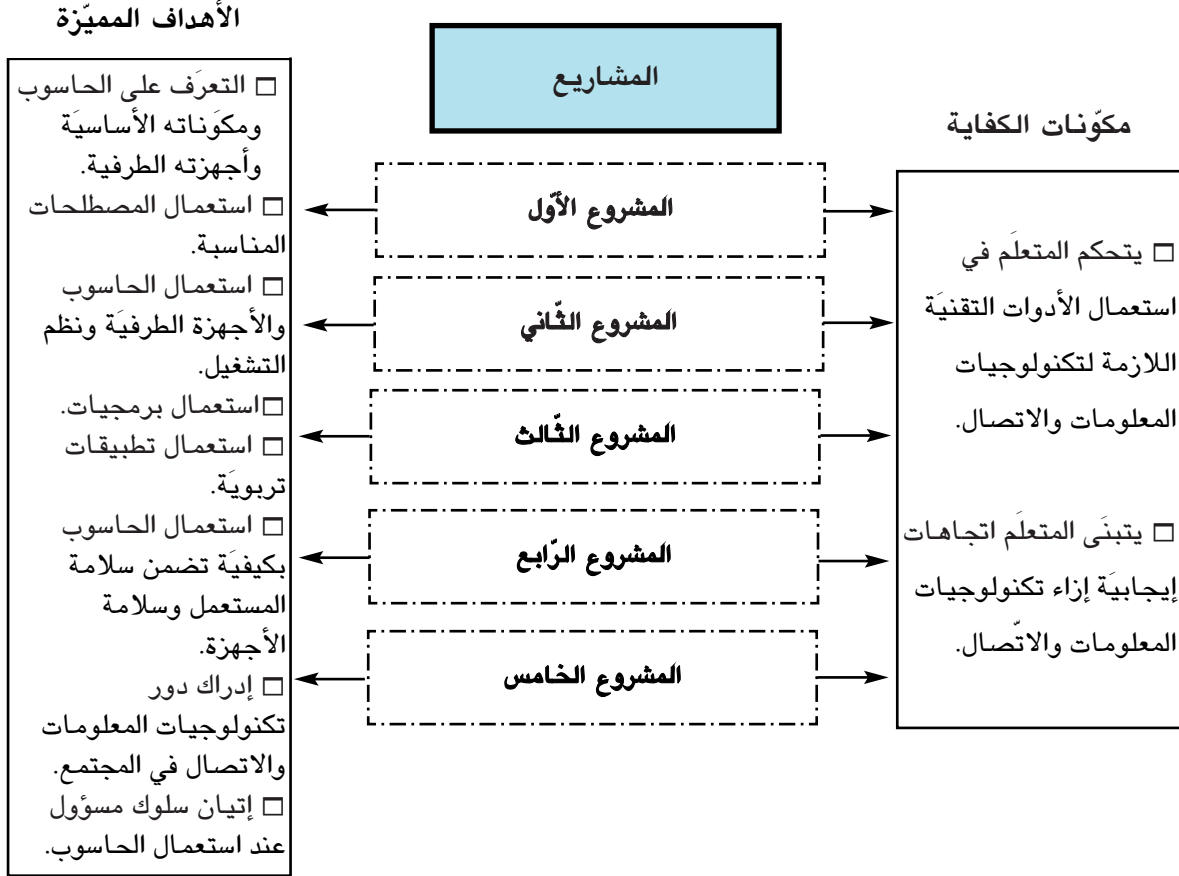 مكوّنات الكفاية
□ يتحكم المتعلَم في
استعمال الأدوات التقنيَة
اللازمة لتكنولوجيات
المعلومات والاتصال.
□ يتبنَى المتعلَم اتجاهات
إيجابيَة إزاء تكنولوجيات
المعلومات والاتّصال.
المشاريع
المشروع الأوّل
المشروع الثّاني
المشروع الثّالث
المشروع الرّابع
المشروع الخامس
الأهداف المميّزة
□ التعرَف على الحاسوب
ومكوَناته الأساسيَة
وأجهزته الطرفية.
□ استعمال المصطلحات
المناسبة.
□ استعمال الحاسوب
والأجهزة الطرفيَة ونظم
التشغيل.
□استعمال برمجيات.
□ استعمال تطبيقات
تربويَة.
□ استعمال الحاسوب
بكيفيَة تضمن سلامة
المستعمل وسلامة
الأجهزة.
□ إدراك دور
تكنولوجيات المعلومات
والاتصال في المجتمع.
□ إتيان سلوك مسؤول
عند استعمال الحاسوب.